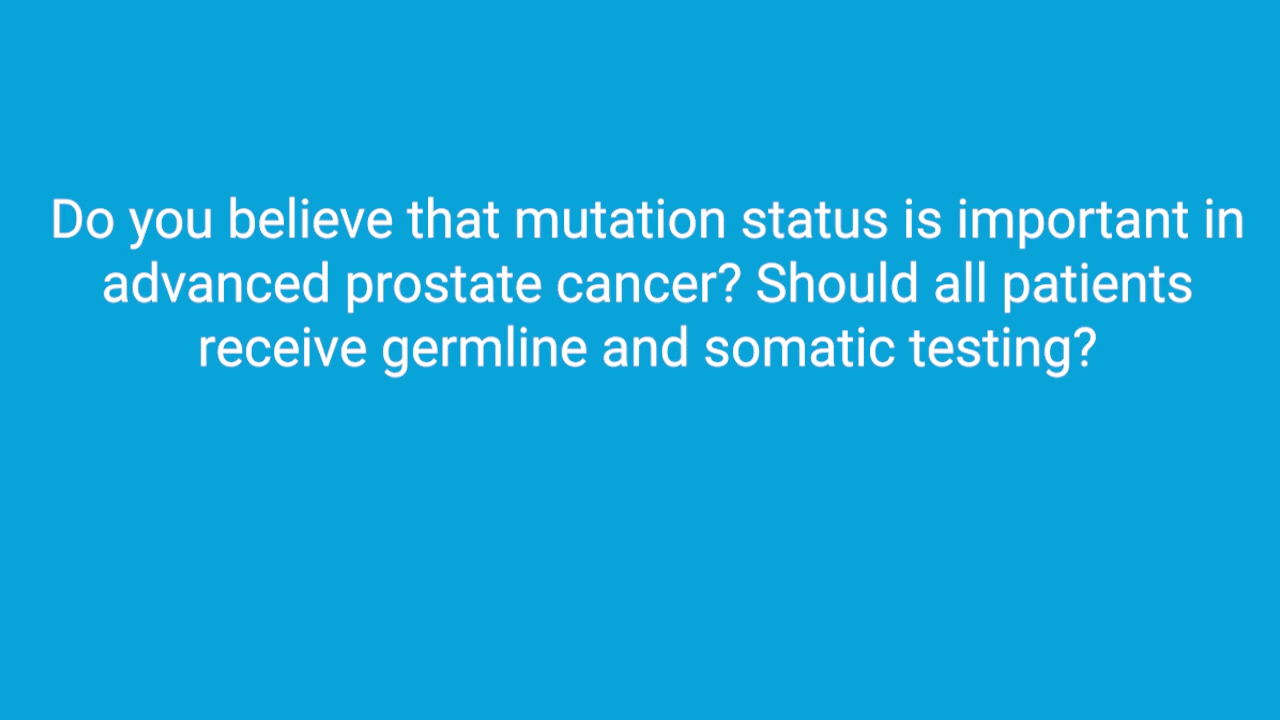 Do you believe that mutation status is important in
advanced prostate cancer? Should all patients
receive germline and somatic testing?